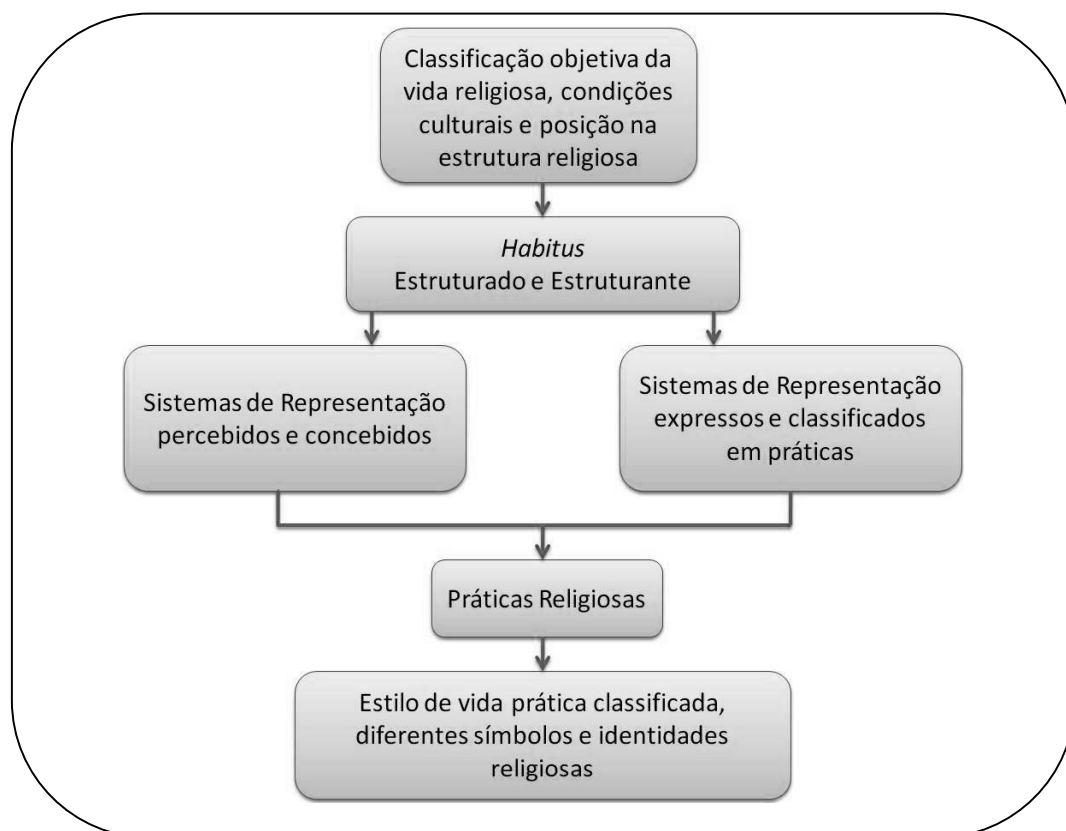 Classificação objetiva da
vida religiosa, condições
culturais e posição na
estrutura religiosa
Habitus
Estruturado e Estruturante
Sistemas de Representação
percebidos e concebidos
Sistemas de Representação
expressos e classificados
em práticas
Práticas Religiosas
Estilo de vida prática classificada,
diferentes símbolos e identidades
religiosas